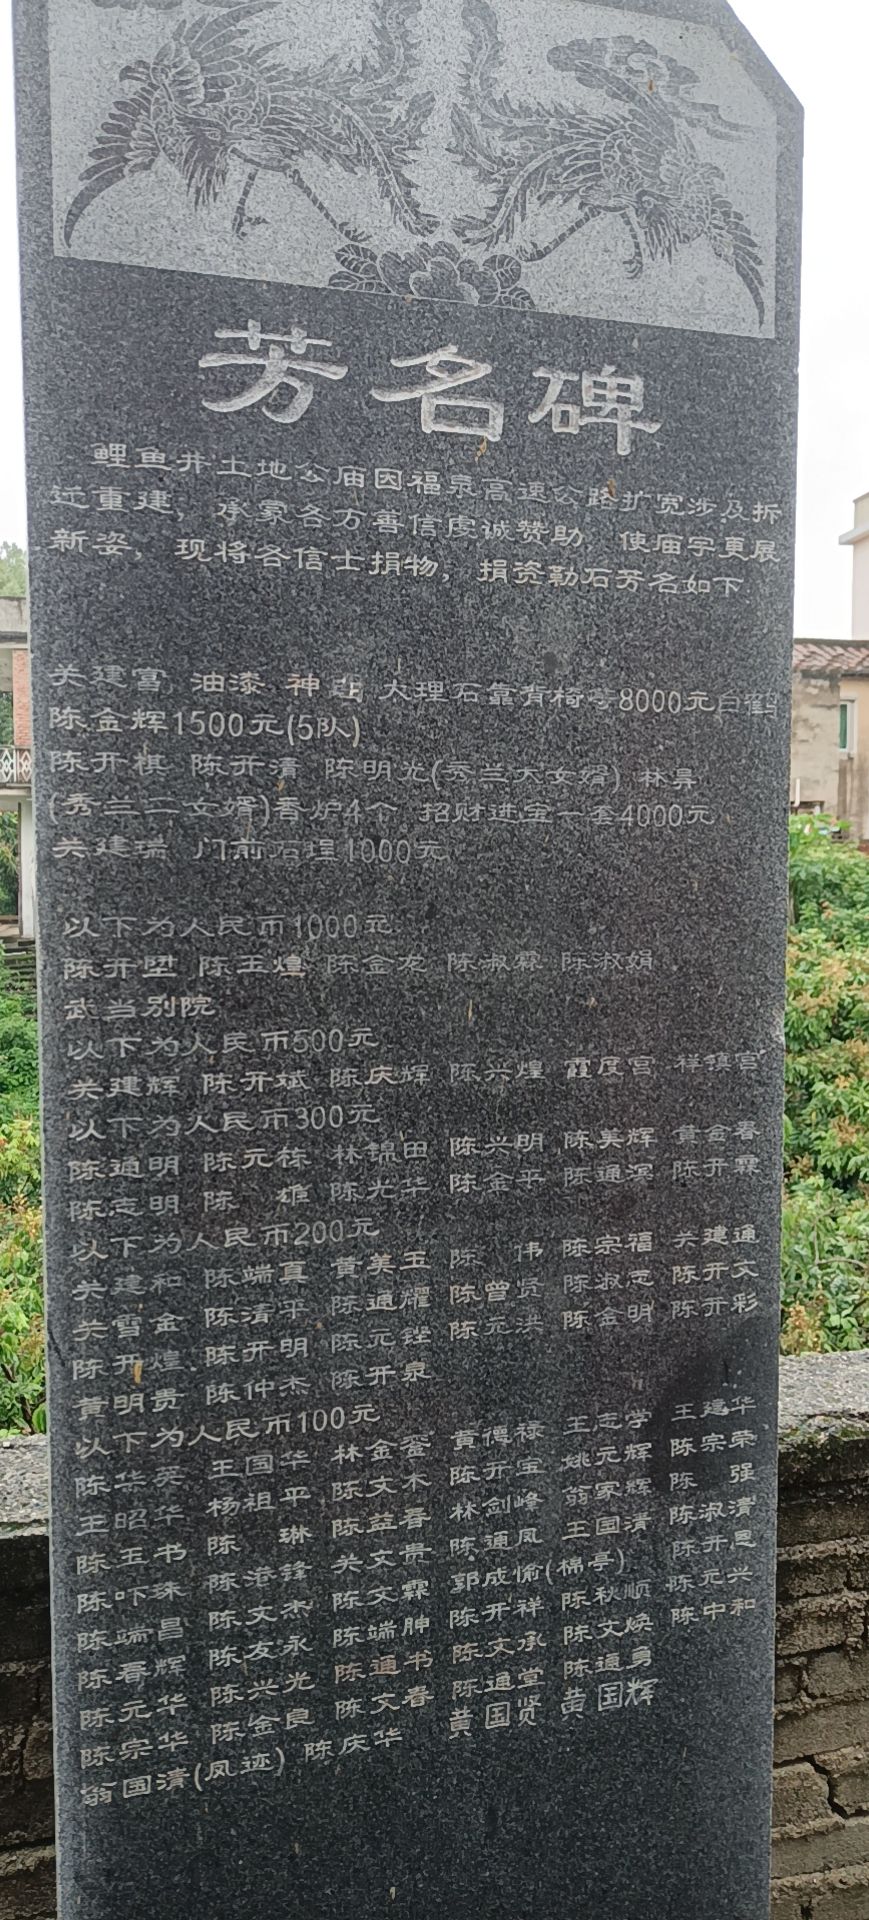 芳名碑
鲤鱼井土地公庙因福泉高速公路扩宽涉及拆
迁重建，承蒙各方善信虔诚赞助，使庙宇更展
新姿，现将各信士捐物，捐资勒石芳名如下
关建富 油漆 神 大理石靠背椅 8000元白鹤
陈金辉1500元(5队)
陈开祺 陈开清 陈明光(秀兰大女婿) 林
(秀兰二女婿)香炉4个 招财进宝一套4000元
关建瑞 门前石埕1000元
以下为人民币1000元
陈开 陈玉煌 陈金龙 陈淑霖 陈淑娟
武当别院
以下为人民币500元
关建辉 陈开斌 陈庆辉 陈兴煌 霞度宫 祥镇宫
以下为人民币300元
陈通明 陈元栋 林锦田 陈兴明 陈美辉 黄金春
陈志明 陈雄 陈光华 陈金平 陈通溟 陈开霖
以下为人民币200元
关建和 陈端真 黄美玉 陈伟 陈宗福 关建通
关雪金 陈清平 陈通耀 陈曾贤 陈淑忠 陈开文
陈开煌 陈开明 陈元铿 陈元洪 陈金明 陈开彩
黄明贵 陈仲杰 陈开泉
以下为人民币100元
陈华英 王国华 林金釜 黄德禄 王志学 王建华
王昭华 杨祖平 陈文木 陈开宝 姚元辉 陈宗荣
陈玉书 陈琳 陈益春 林剑峰 翁家辉 陈强
陈吓珠 陈港锋 关文贵 陈通凤 王国清 陈淑清
陈端昌 陈文杰 陈文霖 郭成愉(棉亭) 陈开恩
陈春辉 陈友永 陈端胂 陈开祥 陈秋顺 陈元兴
陈元华 陈兴光 陈通书 陈文承 陈文焕 陈中和
陈宗华 陈金良 陈文春 陈通堂 陈通勇
翁国清(凤迹) 陈庆华 黄国贤 黄国辉